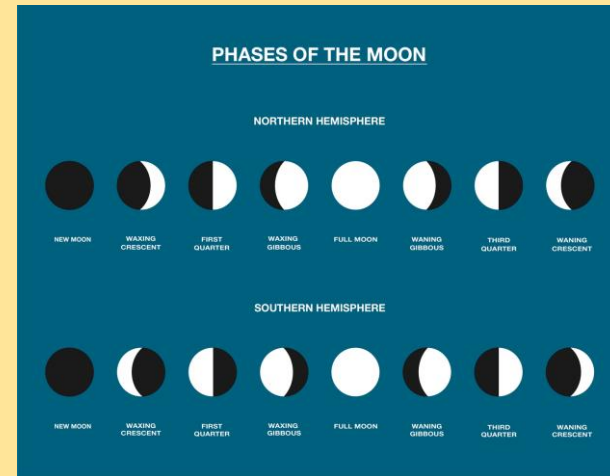 PHASES OF THE MOON
NORTHERN HEMISPHERE
NEW MOON
WAXING
CRESCENT
FIRST
QUARTER
WAXING
GIBBOUS
FULL MOON
WANING
GIBBOUS
THIRD
QUARTER
WANING
CRESCENT
SOUTHERN HEMISPHERE
NEW MOON
WAXING
CRESCENT
FIRST
QUARTER
WAXING
GIBBOUS
FULL MOON
WANING
GIBBOUS
THIRD
QUARTER
WANING
CRESCENT